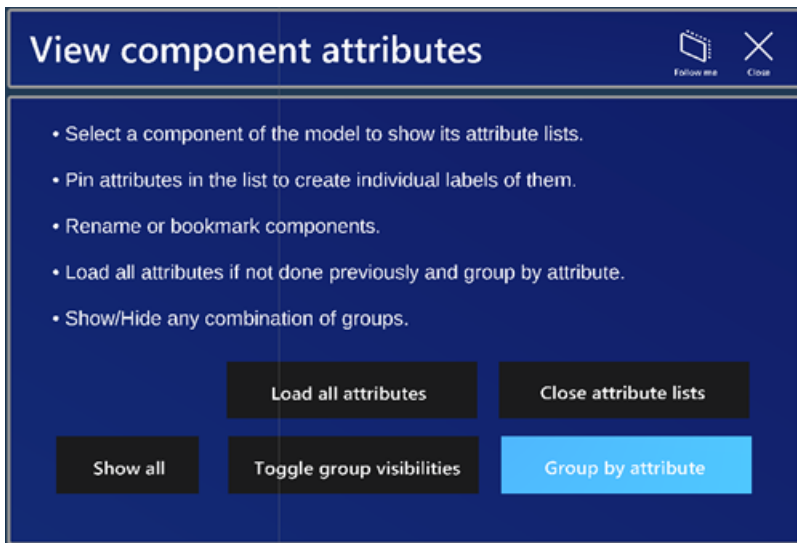 View component attributes
Follow me
Close
• Select a component of the model to show its attribute lists.
• Pin attributes in the list to create individual labels of them.
• Rename or bookmark components.
• Load all attributes if not done previously and group by attribute.
• Show/Hide any combination of groups.
Load all attributes
Close attribute lists
Show all
Toggle group visibilities
Group by attribute